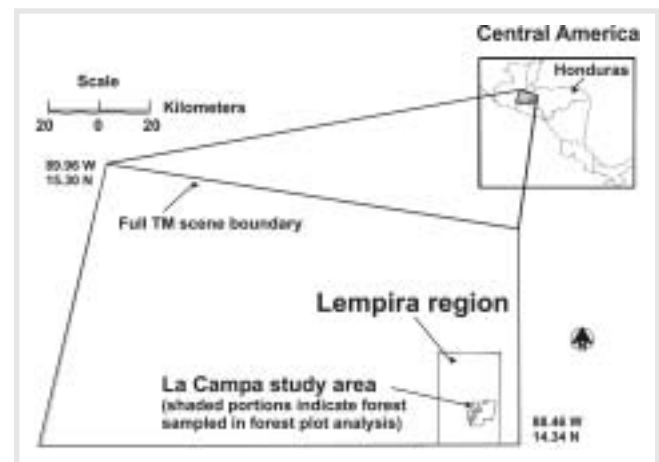 Central America
Honduras
Scale
Kilometers
20 0 20
89.96 W
15.30 N
Full TM scene boundary
Lempira region
La Campa study area
(shaded portions indicate forest
sampled in forest plot analysis)
88.46 W
14.34 N
N